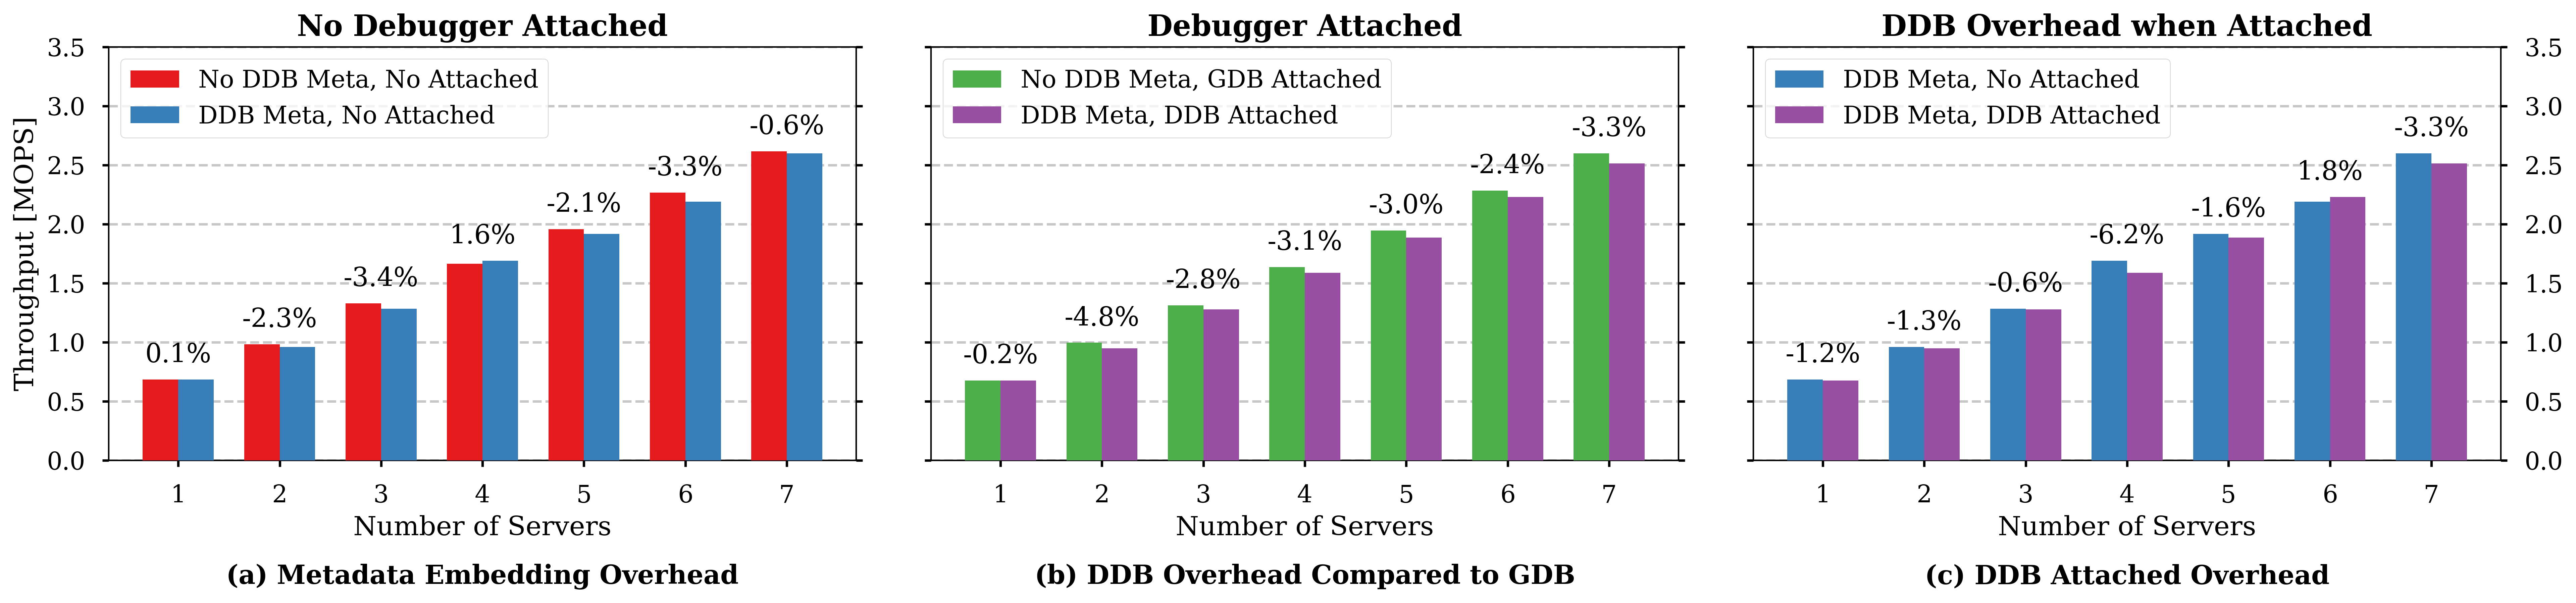 No Debugger Attached
3.5
3.0
2.5
2.0
1.5
1.0
0.5
0.0
Throughput [MOPS]
No DDB Meta, No Attached
DDB Meta, No Attached
0.1%
-2.3%
-3.4%
1.6%
-2.1%
-3.3%
-0.6%
1 2 3 4 5 6 7
Number of Servers
(a) Metadata Embedding Overhead
Debugger Attached
No DDB Meta, GDB Attached
DDB Meta, DDB Attached
-0.2%
-4.8%
-2.8%
-3.1%
-3.0%
-2.4%
-3.3%
1 2 3 4 5 6 7
Number of Servers
(b) DDB Overhead Compared to GDB
DDB Overhead when Attached
DDB Meta, No Attached
DDB Meta, DDB Attached
-1.2%
-1.3%
-0.6%
-6.2%
-1.6%
1.8%
-3.3%
3.5
3.0
2.5
2.0
1.5
1.0
0.5
0.0
1 2 3 4 5 6 7
Number of Servers
(c) DDB Attached Overhead